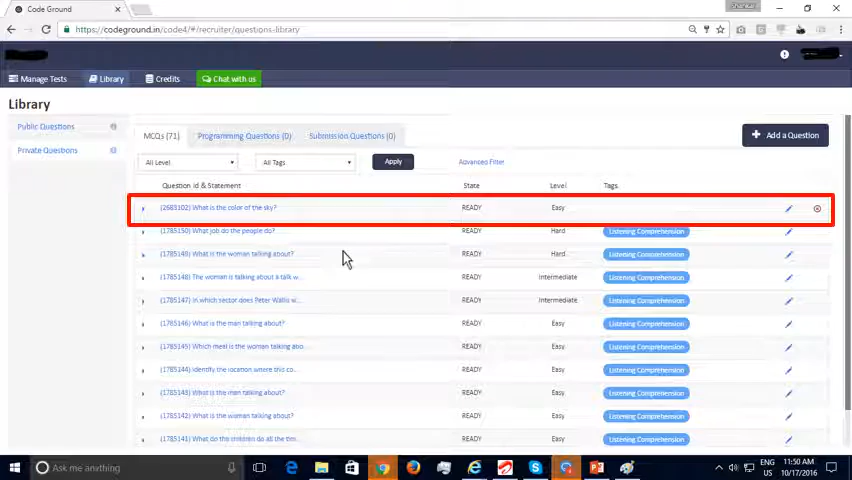 Code Ground
https://codeground.in/code4/#/recruiter/questions-library
Manage Tests
Library
Credits
Chat with us
Library
Public Questions
Private Questions
MCQs (71)
Programming Questions (0)
Submission Questions (0)
Add a Question
All Level
All Tags
Apply
Advanced Filter
Question id & Statement State Level Tags
(2683102) What is the color of the sky? READY Easy
(1785150) What job do the people do? READY Hard Listening Comprehension
(1785149) What is the woman talking about? READY Hard Listening Comprehension
(1785148) The woman is talking about a talk w... READY Intermediate Listening Comprehension
(1785147) In which sector does Peter Wallis w... READY Intermediate Listening Comprehension
(1785146) What is the man talking about? READY Easy Listening Comprehension
(1785145) Which meal is the woman talking abo... READY Easy Listening Comprehension
(1785144) Identify the location where this co... READY Easy Listening Comprehension
(1785143) What is the man talking about? READY Easy Listening Comprehension
(1785142) What is the woman talking about? READY Easy Listening Comprehension
(1785141) What do the children do all the tim... READY Easy Listening Comprehension
Ask me anything
ENG
US
11:50 AM
10/17/2016